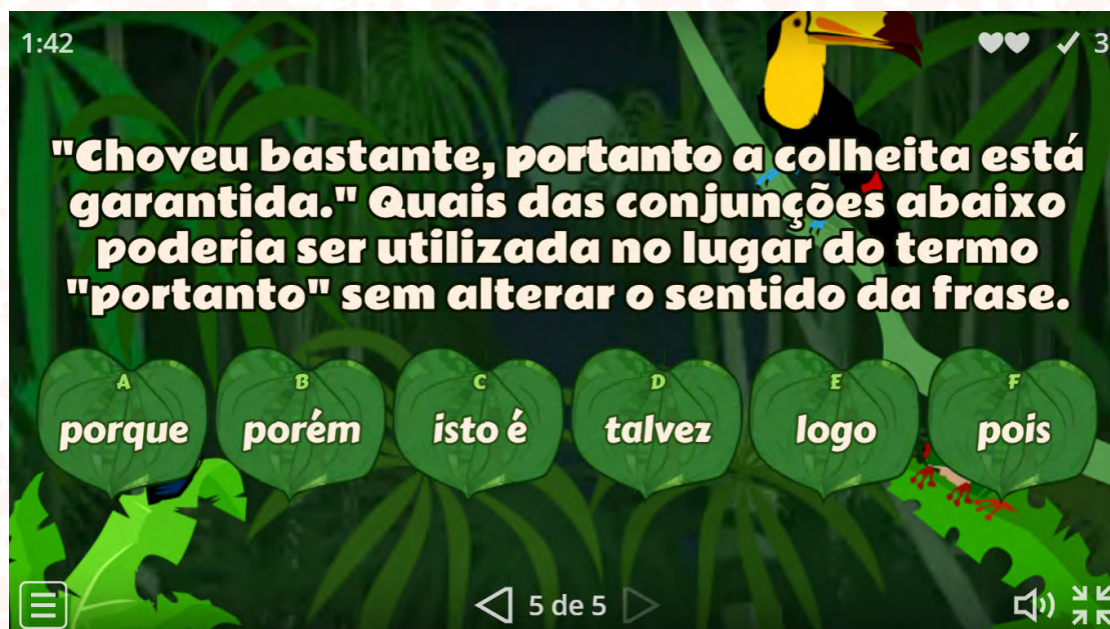 1:42
3
"Choveu bastante, portanto a colheita está
garantida." Quais das conjunções abaixo
poderia ser utilizada no lugar do termo
"portanto" sem alterar o sentido da frase.
A
porque
B
porém
C
isto é
D
talvez
E
logo
F
pois
5 de 5